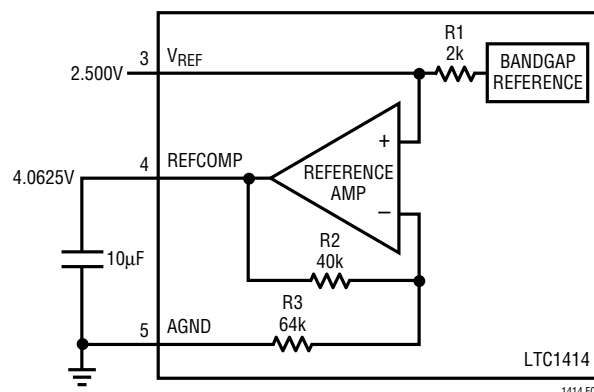 R1
2k
BANDGAP
REFERENCE
3
VREF
2.500V
+
REFERENCE
AMP
–
4
REFCOMP
4.0625V
R2
40k
10µF
R3
64k
5
AGND
LTC1414